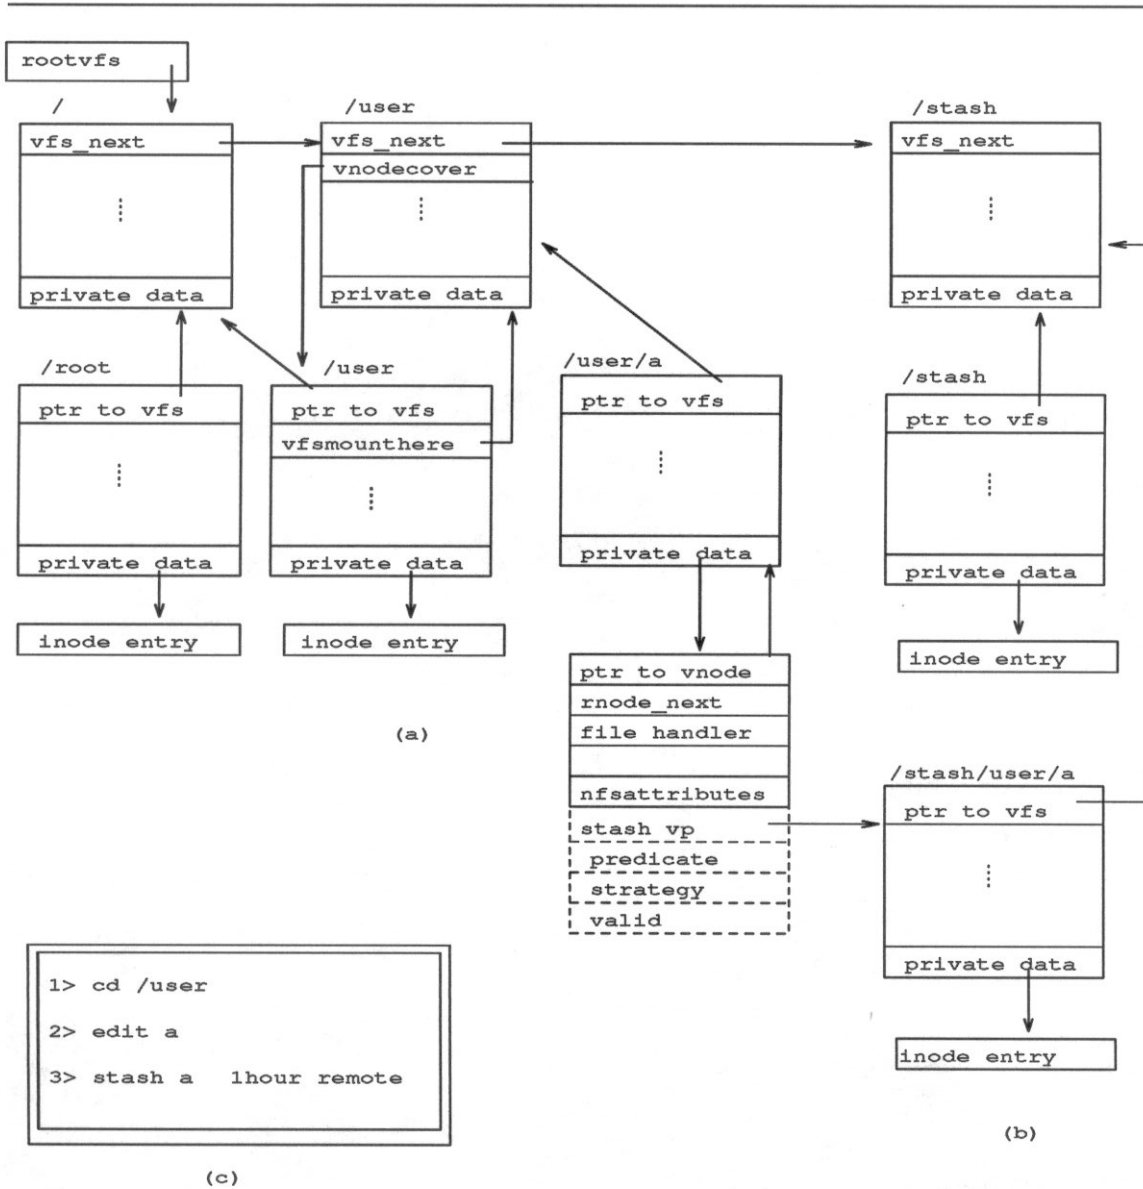 rootvfs
/
vfs_next
private data
/user
vfs_next
vnodecover
private data
/stash
vfs_next
private data
/root
ptr to vfs
private data
inode entry
/user
ptr to vfs
vfsmounthere
private data
inode entry
(a)
/user/a
ptr to vfs
private data
ptr to vnode
rnode_next
file handler
nfsattributes
stash vp
predicate
strategy
valid
/stash
ptr to vfs
private data
inode entry
/stash/user/a
ptr to vfs
private data
inode entry
(b)
1> cd /user
2> edit a
3> stash a 1hour remote
(c)